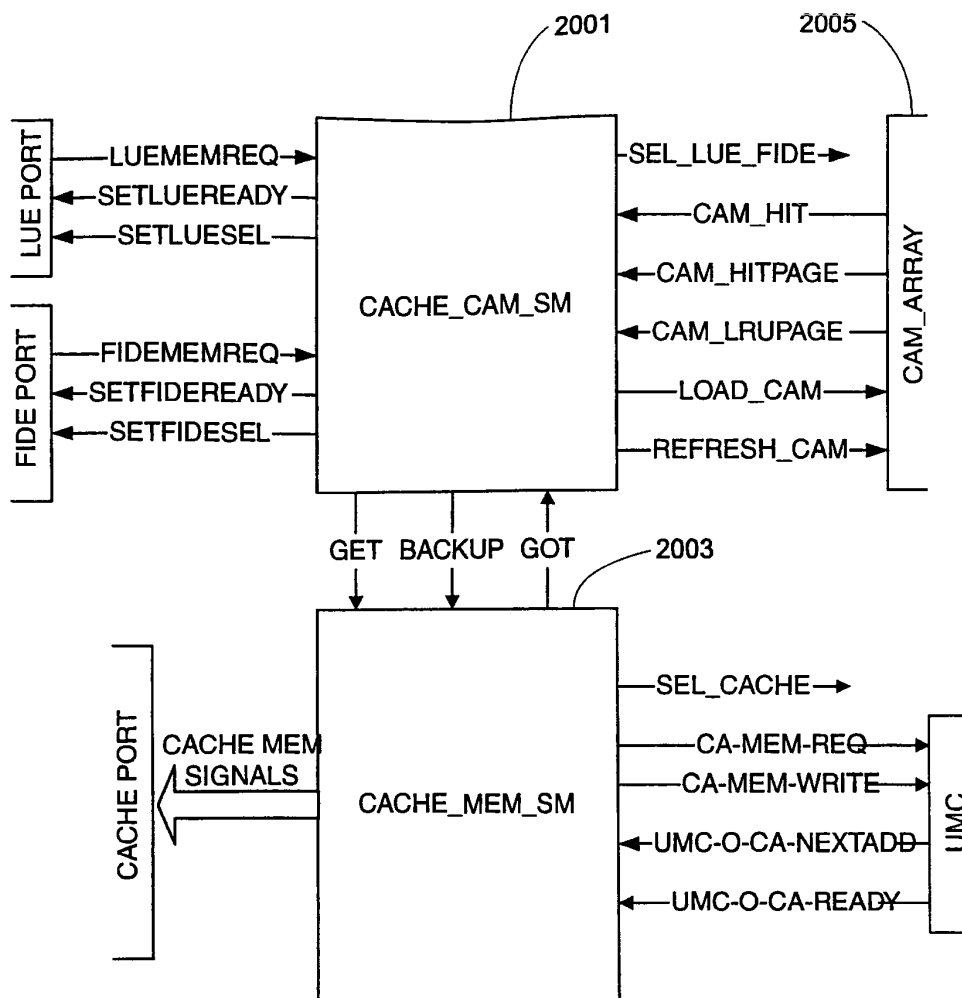 2001
2005
LUE PORT
LUEMEMREQ
SETLUEREADY
SETLUESEL
FIDE PORT
FIDEMEMREQ
SETFIDEREADY
SETFIDESEL
CACHE_CAM_SM
SEL_LUE_FIDE
CAM_HIT
CAM_HITPAGE
CAM_LRUPAGE
LOAD_CAM
REFRESH_CAM
CAM_ARRAY
GET
BACKUP
GOT
2003
CACHE PORT
CACHE MEM
SIGNALS
CACHE_MEM_SM
SEL_CACHE
CA-MEM-REQ
CA-MEM-WRITE
UMC-O-CA-NEXTADD
UMC-O-CA-READY
UMC